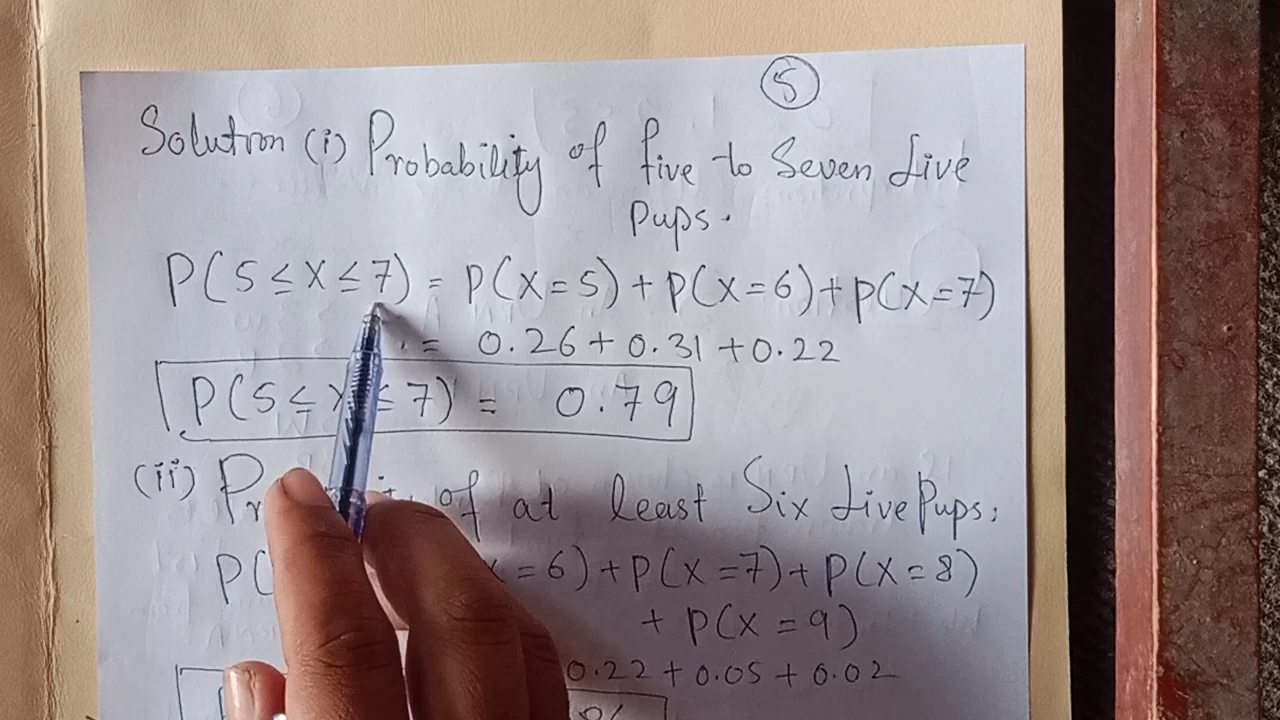 5
Solution (i) Probability of five to Seven Live
Pups.
P(5 ≤ X ≤ 7) = P(X=5) + P(X=6) + P(X=7)
= 0.26 + 0.31 + 0.22
P(5 ≤ X ≤ 7) = 0.79
(ii) of at least Six Live Pups:
P( =6) + P(X=7) + P(X=8)
+ P(X=9)
0.22 + 0.05 + 0.02